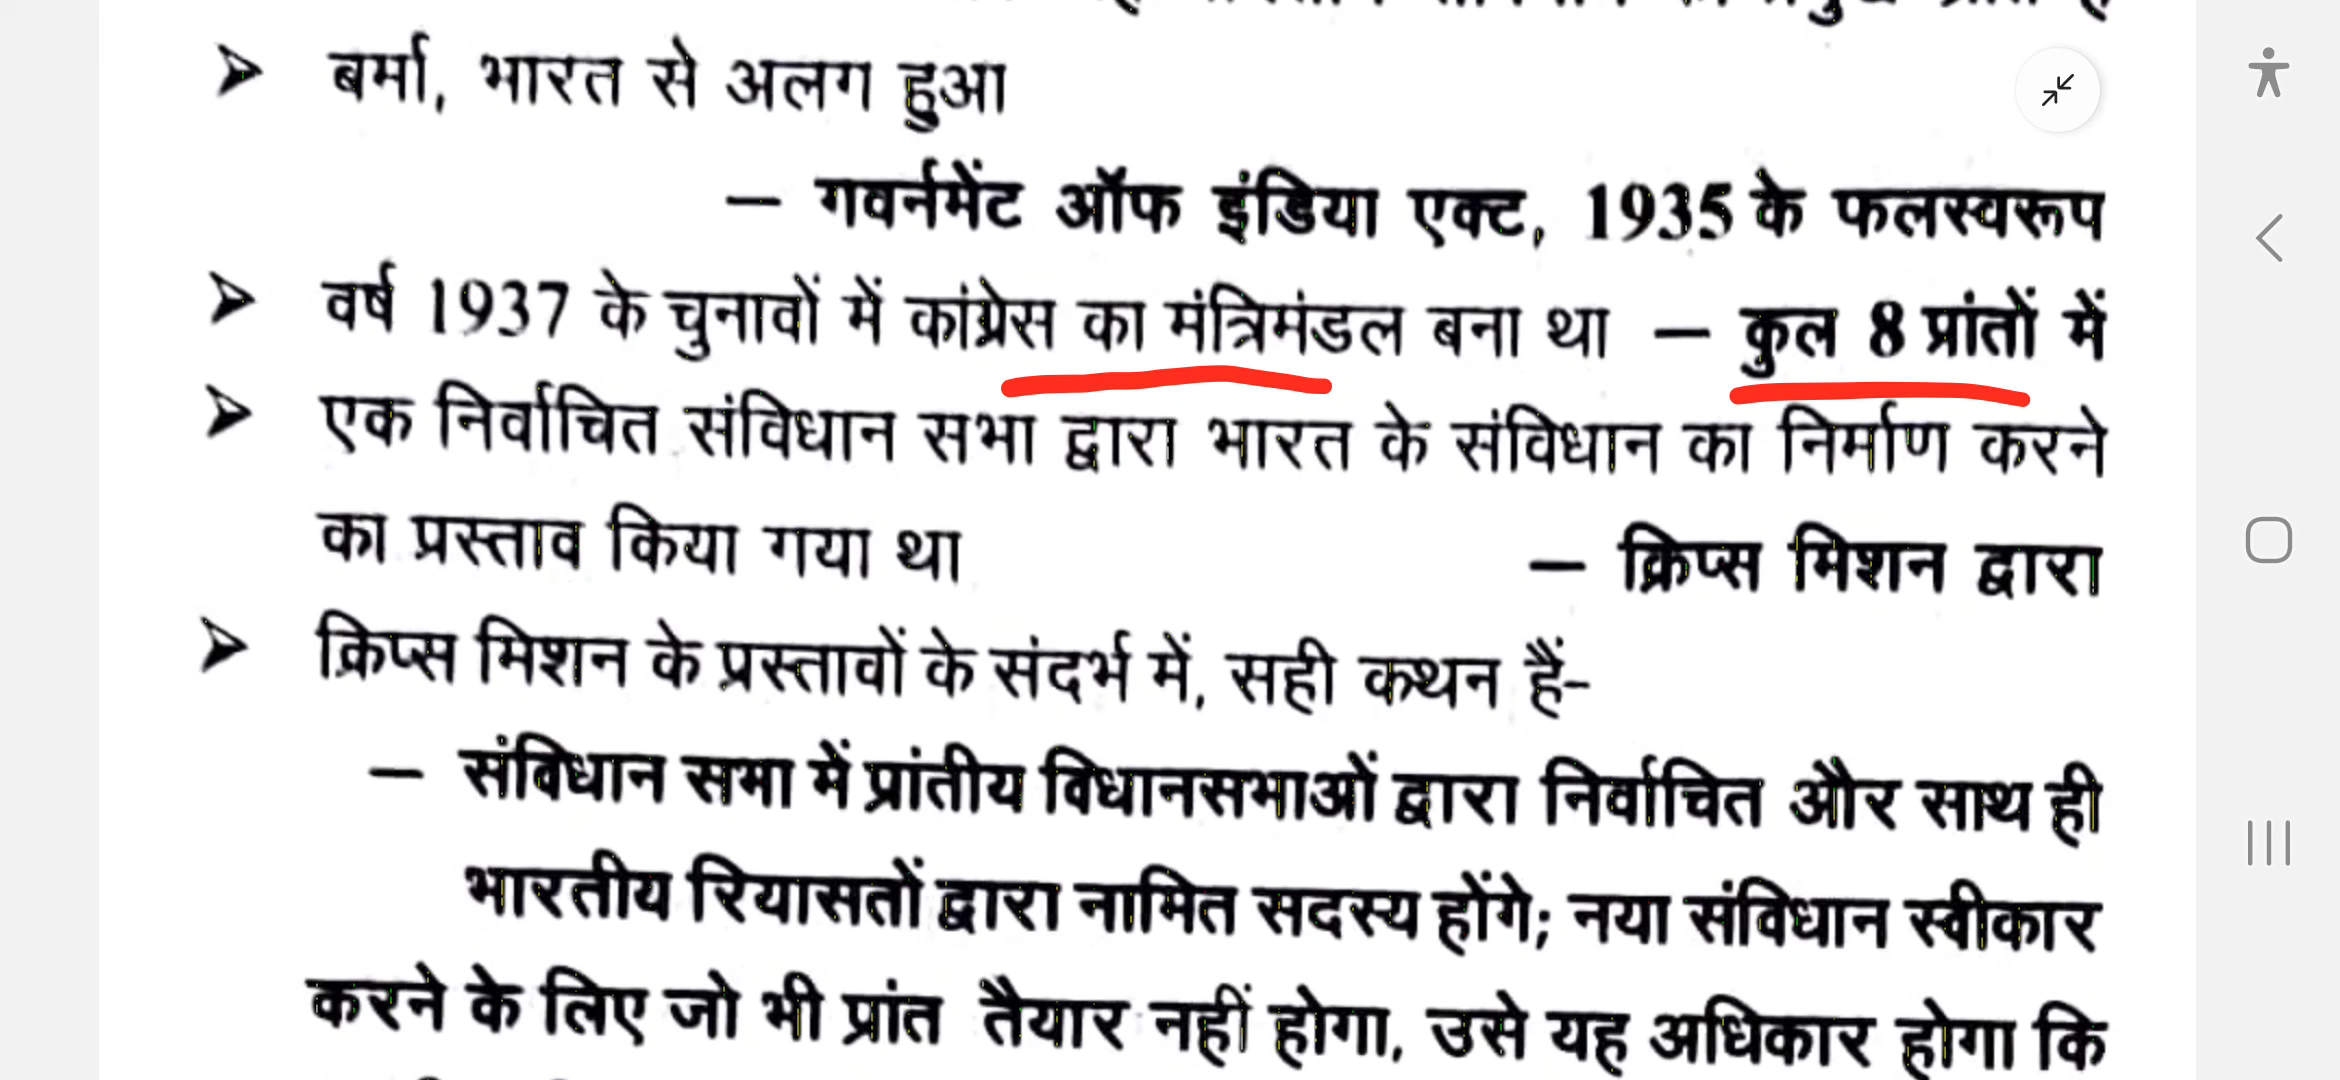 ➤ बर्मा, भारत से अलग हुआ
— गवर्नमेंट ऑफ इंडिया एक्ट, 1935 के फलस्वरूप
➤ वर्ष 1937 के चुनावों में कांग्रेस का मंत्रिमंडल बना था — कुल 8 प्रांतों में
➤ एक निर्वाचित संविधान सभा द्वारा भारत के संविधान का निर्माण करने
का प्रस्ताव किया गया था — क्रिप्स मिशन द्वारा
➤ क्रिप्स मिशन के प्रस्तावों के संदर्भ में, सही कथन हैं-
— संविधान सभा में प्रांतीय विधानसभाओं द्वारा निर्वाचित और साथ ही
भारतीय रियासतों द्वारा नामित सदस्य होंगे; नया संविधान स्वीकार
करने के लिए जो भी प्रांत तैयार नहीं होगा, उसे यह अधिकार होगा कि